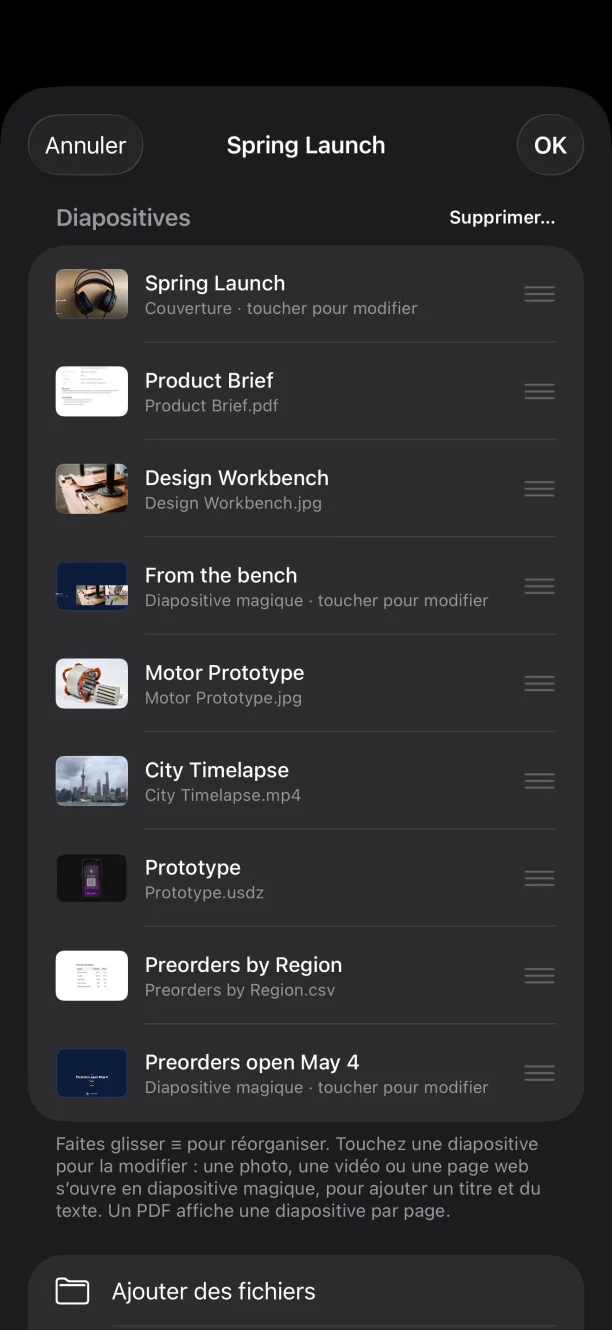 Annuler
Spring Launch
OK
Diapositives
Supprimer...
Spring Launch
Couverture · toucher pour modifier
Product Brief
Product Brief.pdf
Design Workbench
Design Workbench.jpg
From the bench
Diapositive magique · toucher pour modifier
Motor Prototype
Motor Prototype.jpg
City Timelapse
City Timelapse.mp4
Prototype
Prototype.usdz
Preorders by Region
Preorders by Region.csv
Preorders open May 4
Diapositive magique · toucher pour modifier
Faites glisser ≡ pour réorganiser. Touchez une diapositive
pour la modifier : une photo, une vidéo ou une page web
s’ouvre en diapositive magique, pour ajouter un titre et du
texte. Un PDF affiche une diapositive par page.
Ajouter des fichiers